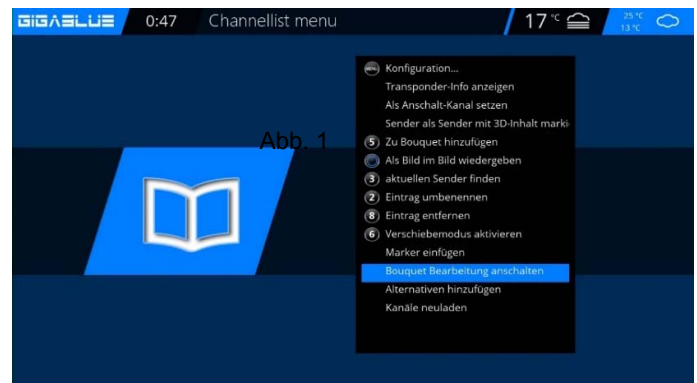 GIGABLUE 0:47 Channellist menu 17 °C 25 °C
13 °C
MENU Konfiguration...
Transponder-Info anzeigen
Als Anschalt-Kanal setzen
Sender als Sender mit 3D-Inhalt marki
Abb. 1
5 Zu Bouquet hinzufügen
Als Bild im Bild wiedergeben
3 aktuellen Sender finden
2 Eintrag umbenennen
8 Eintrag entfernen
6 Verschiebemodus aktivieren
Marker einfügen
Bouquet Bearbeitung anschalten
Alternativen hinzufügen
Kanäle neuladen